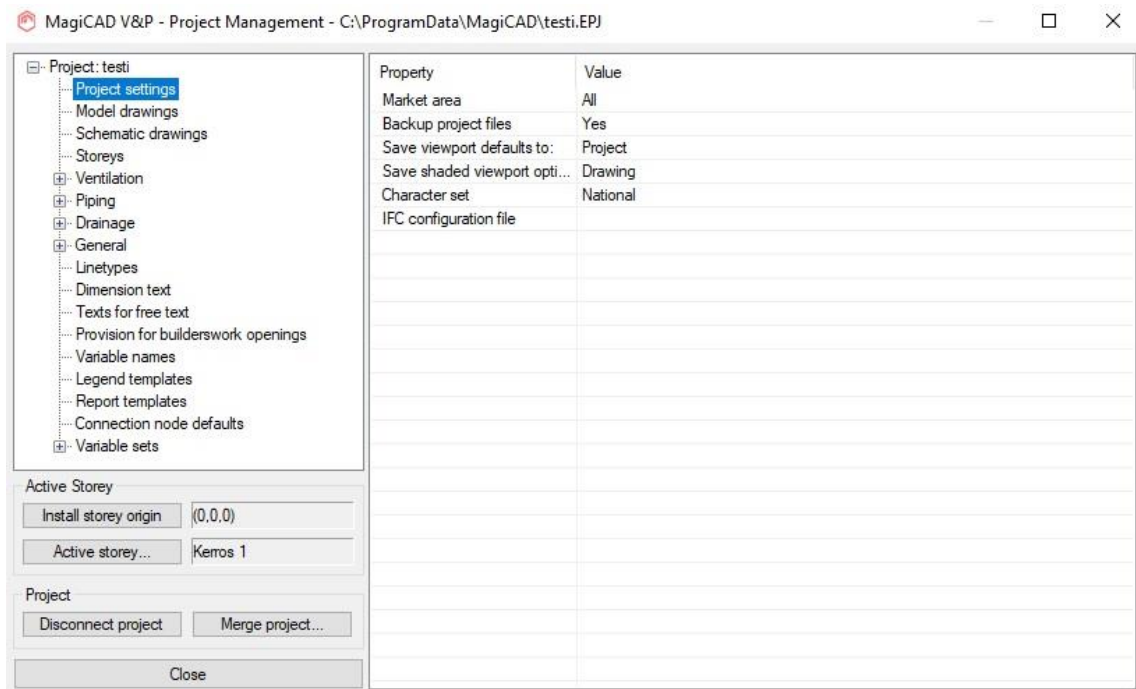 MagiCAD V&P - Project Management - C:\ProgramData\MagiCAD\testi.EPJ
Project: testi
Project settings
Model drawings
Schematic drawings
Storeys
Ventilation
Piping
Drainage
General
Linetypes
Dimension text
Texts for free text
Provision for builderswork openings
Variable names
Legend templates
Report templates
Connection node defaults
Variable sets
Active Storey
Install storey origin (0,0,0)
Active storey... Kerros 1
Project
Disconnect project Merge project...
Close
Property Value
Market area All
Backup project files Yes
Save viewport defaults to: Project
Save shaded viewport opti... Drawing
Character set National
IFC configuration file